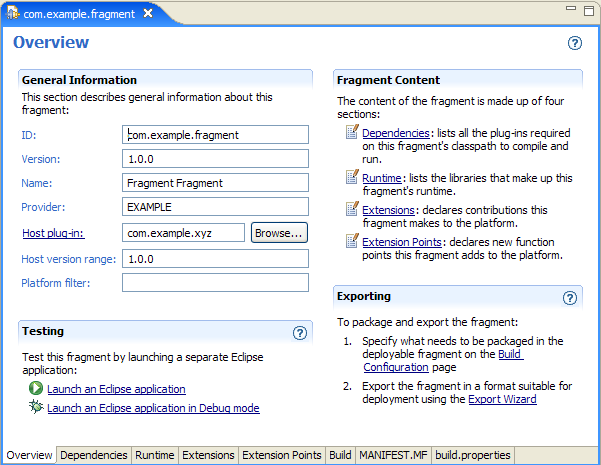 com.example.fragment
Overview
General Information
This section describes general information about this
fragment:
ID:
com.example.fragment
Version:
1.0.0
Name:
Fragment Fragment
Provider:
EXAMPLE
Host plug-in:
com.example.xyz
Browse...
Host version range:
1.0.0
Platform filter:
Testing
Test this fragment by launching a separate Eclipse
application:
Launch an Eclipse application
Launch an Eclipse application in Debug mode
Fragment Content
The content of the fragment is made up of four
sections:
Dependencies: lists all the plug-ins required
on this fragment's classpath to compile and
run.
Runtime: lists the libraries that make up this
fragment's runtime.
Extensions: declares contributions this
fragment makes to the platform.
Extension Points: declares new function
points this fragment adds to the platform.
Exporting
To package and export the fragment:
1. Specify what needs to be packaged in the
deployable fragment on the Build
Configuration page
2. Export the fragment in a format suitable for
deployment using the Export Wizard
Overview Dependencies Runtime Extensions Extension Points Build MANIFEST.MF build.properties